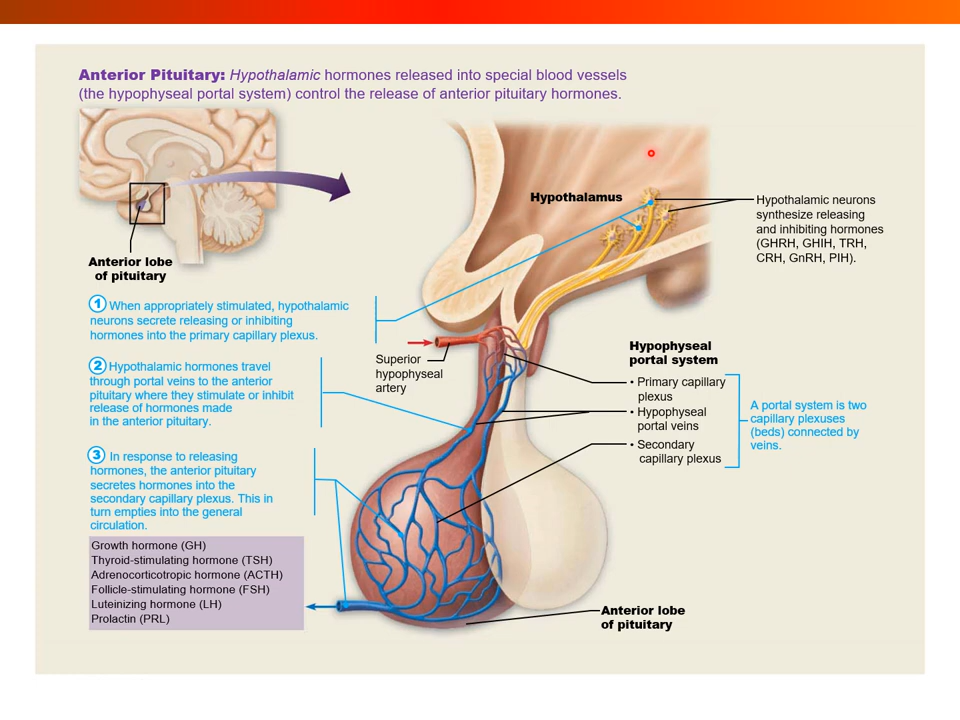 Anterior Pituitary: Hypothalamic hormones released into special blood vessels
(the hypophyseal portal system) control the release of anterior pituitary hormones.
Hypothalamus
Hypothalamic neurons
synthesize releasing
and inhibiting hormones
(GHRH, GHIH, TRH,
CRH, GnRH, PIH).
Anterior lobe
of pituitary
1 When appropriately stimulated, hypothalamic
neurons secrete releasing or inhibiting
hormones into the primary capillary plexus.
Superior
hypophyseal
artery
Hypophyseal
portal system
• Primary capillary
plexus
• Hypophyseal
portal veins
• Secondary
capillary plexus
A portal system is two
capillary plexuses
(beds) connected by
veins.
2 Hypothalamic hormones travel
through portal veins to the anterior
pituitary where they stimulate or inhibit
release of hormones made
in the anterior pituitary.
3 In response to releasing
hormones, the anterior pituitary
secretes hormones into the
secondary capillary plexus. This in
turn empties into the general
circulation.
Growth hormone (GH)
Thyroid-stimulating hormone (TSH)
Adrenocorticotropic hormone (ACTH)
Follicle-stimulating hormone (FSH)
Luteinizing hormone (LH)
Prolactin (PRL)
Anterior lobe
of pituitary